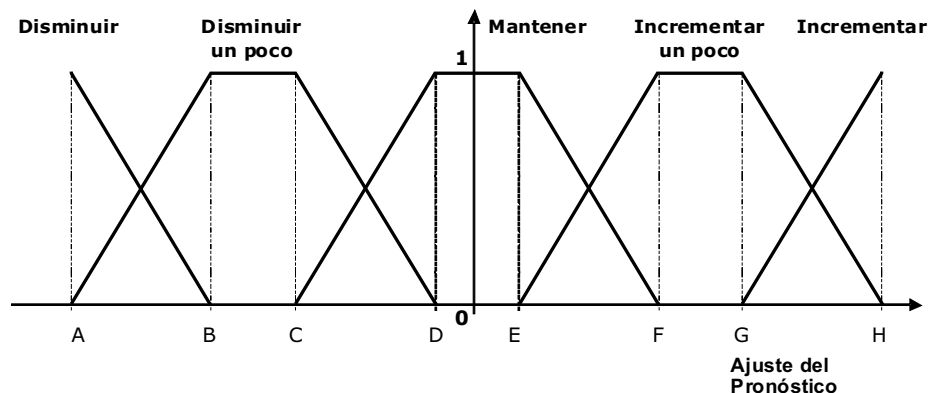 Disminuir
Disminuir
un poco
Mantener
Incrementar
un poco
Incrementar
1
0
A
B
C
D
E
F
G
H
Ajuste del
Pronóstico